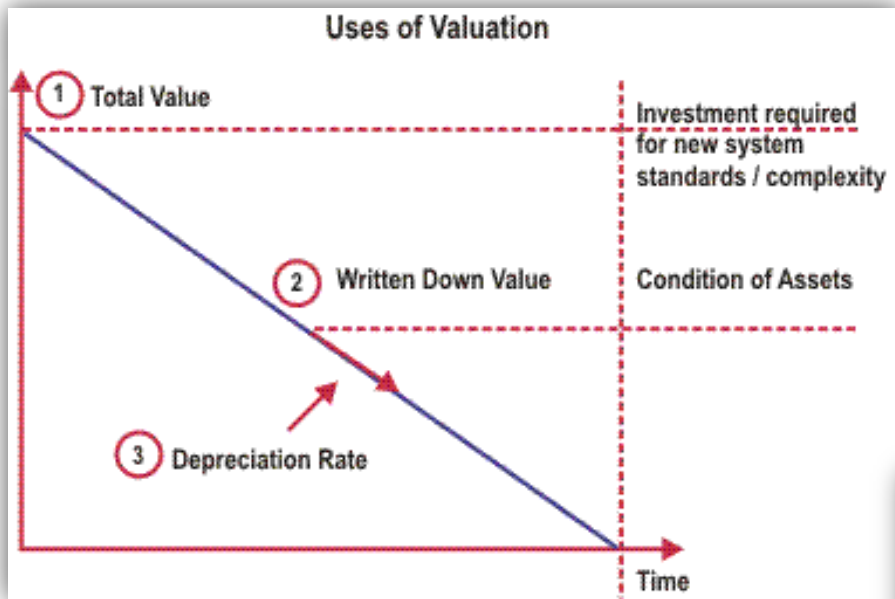 Uses of Valuation
1 Total Value
Investment required
for new system
standards / complexity
2 Written Down Value
Condition of Assets
3 Depreciation Rate
Time